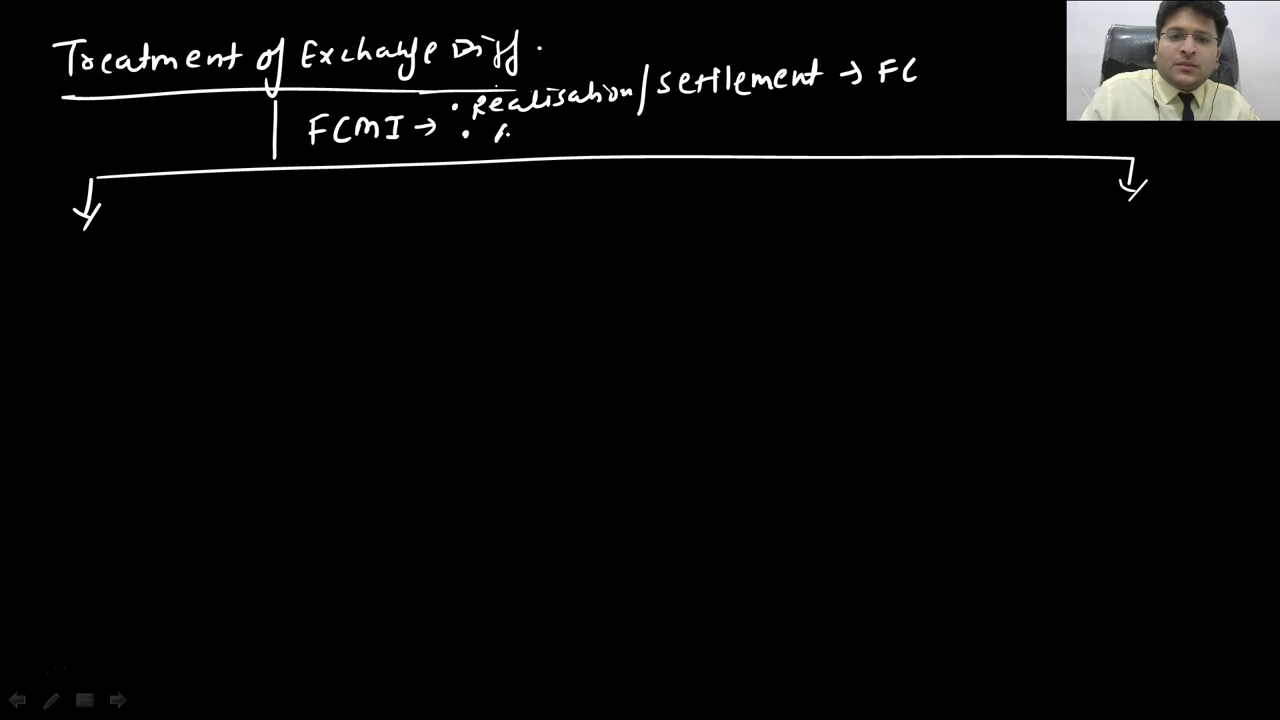 Treatment of Exchange Diff.
FCMI → • Realisation/Settlement → FC
•